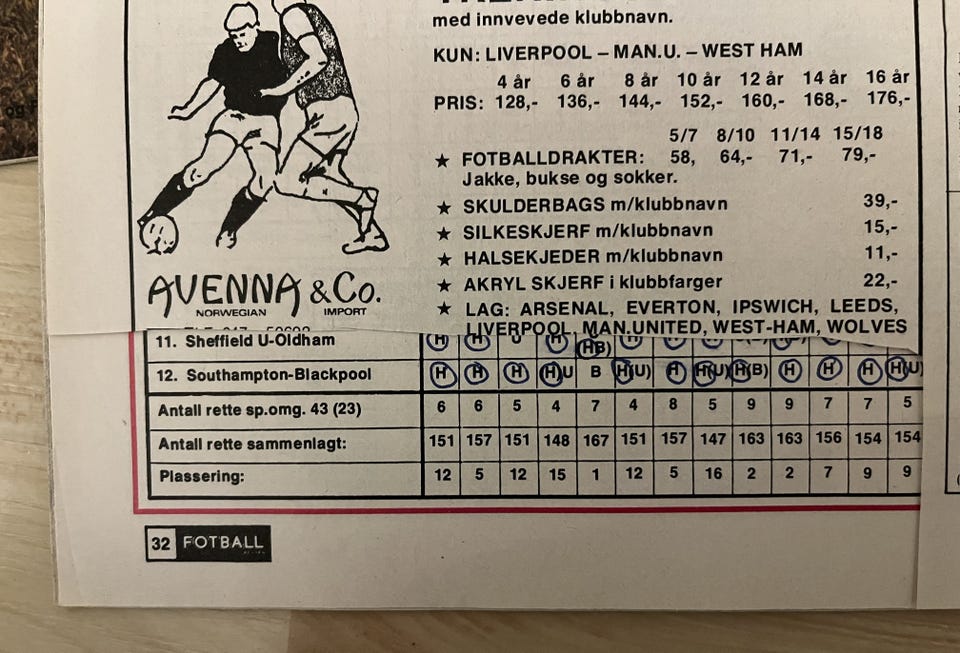 med innvevede klubbnavn.
KUN: LIVERPOOL – MAN.U. – WEST HAM
4 år 6 år 8 år 10 år 12 år 14 år 16 år
PRIS: 128,- 136,- 144,- 152,- 160,- 168,- 176,-
5/7 8/10 11/14 15/18
★ FOTBALLDRAKTER: 58, 64,- 71,- 79,-
Jakke, bukse og sokker.
★ SKULDERBAGS m/klubbnavn 39,-
★ SILKESKJERF m/klubbnavn 15,-
★ HALSEKJEDER m/klubbnavn 11,-
★ AKRYL SKJERF i klubbfarger 22,-
★ LAG: ARSENAL, EVERTON, IPSWICH, LEEDS,
LIVERPOOL, MAN.UNITED, WEST-HAM, WOLVES
AVENNA & Co.
NORWEGIAN IMPORT
11. Sheffield U-Oldham H H U H H(B) H
12. Southampton-Blackpool H H H H U B H(U) H H(U) H(B) H H H H(U)
Antall rette sp.omg. 43 (23) 6 6 5 4 7 4 8 5 9 9 7 7 5
Antall rette sammenlagt: 151 157 151 148 167 151 157 147 163 163 156 154 154
Plassering: 12 5 12 15 1 12 5 16 2 2 7 9 9
32 FOTBALL